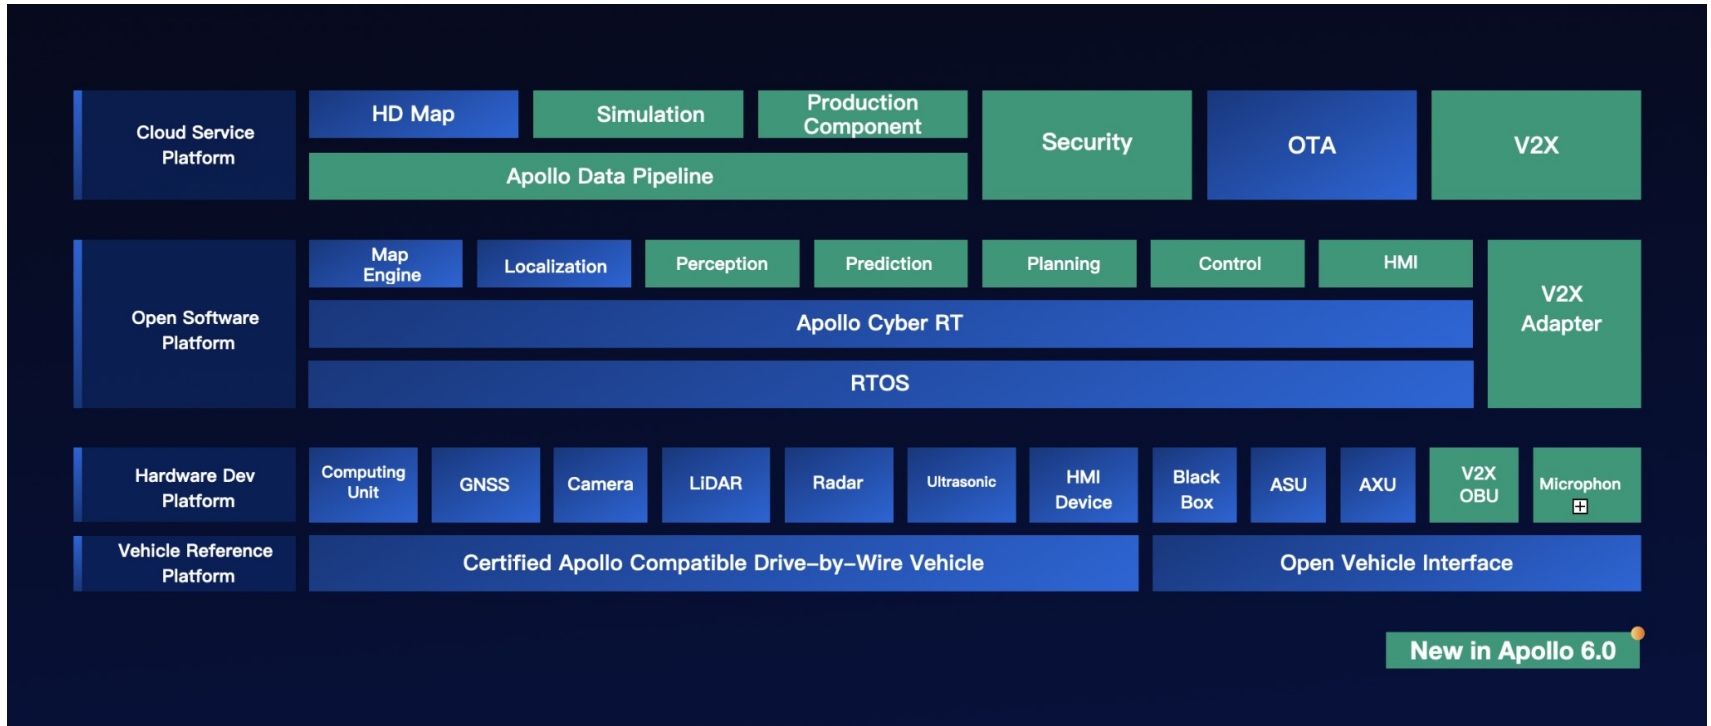 Cloud Service
Platform
HD Map
Simulation
Production
Component
Apollo Data Pipeline
Security
OTA
V2X
Open Software
Platform
Map
Engine
Localization
Perception
Prediction
Planning
Control
HMI
Apollo Cyber RT
RTOS
V2X
Adapter
Hardware Dev
Platform
Computing
Unit
GNSS
Camera
LiDAR
Radar
Ultrasonic
HMI
Device
Black
Box
ASU
AXU
V2X
OBU
Microphon
Vehicle Reference
Platform
Certified Apollo Compatible Drive-by-Wire Vehicle
Open Vehicle Interface
New in Apollo 6.0